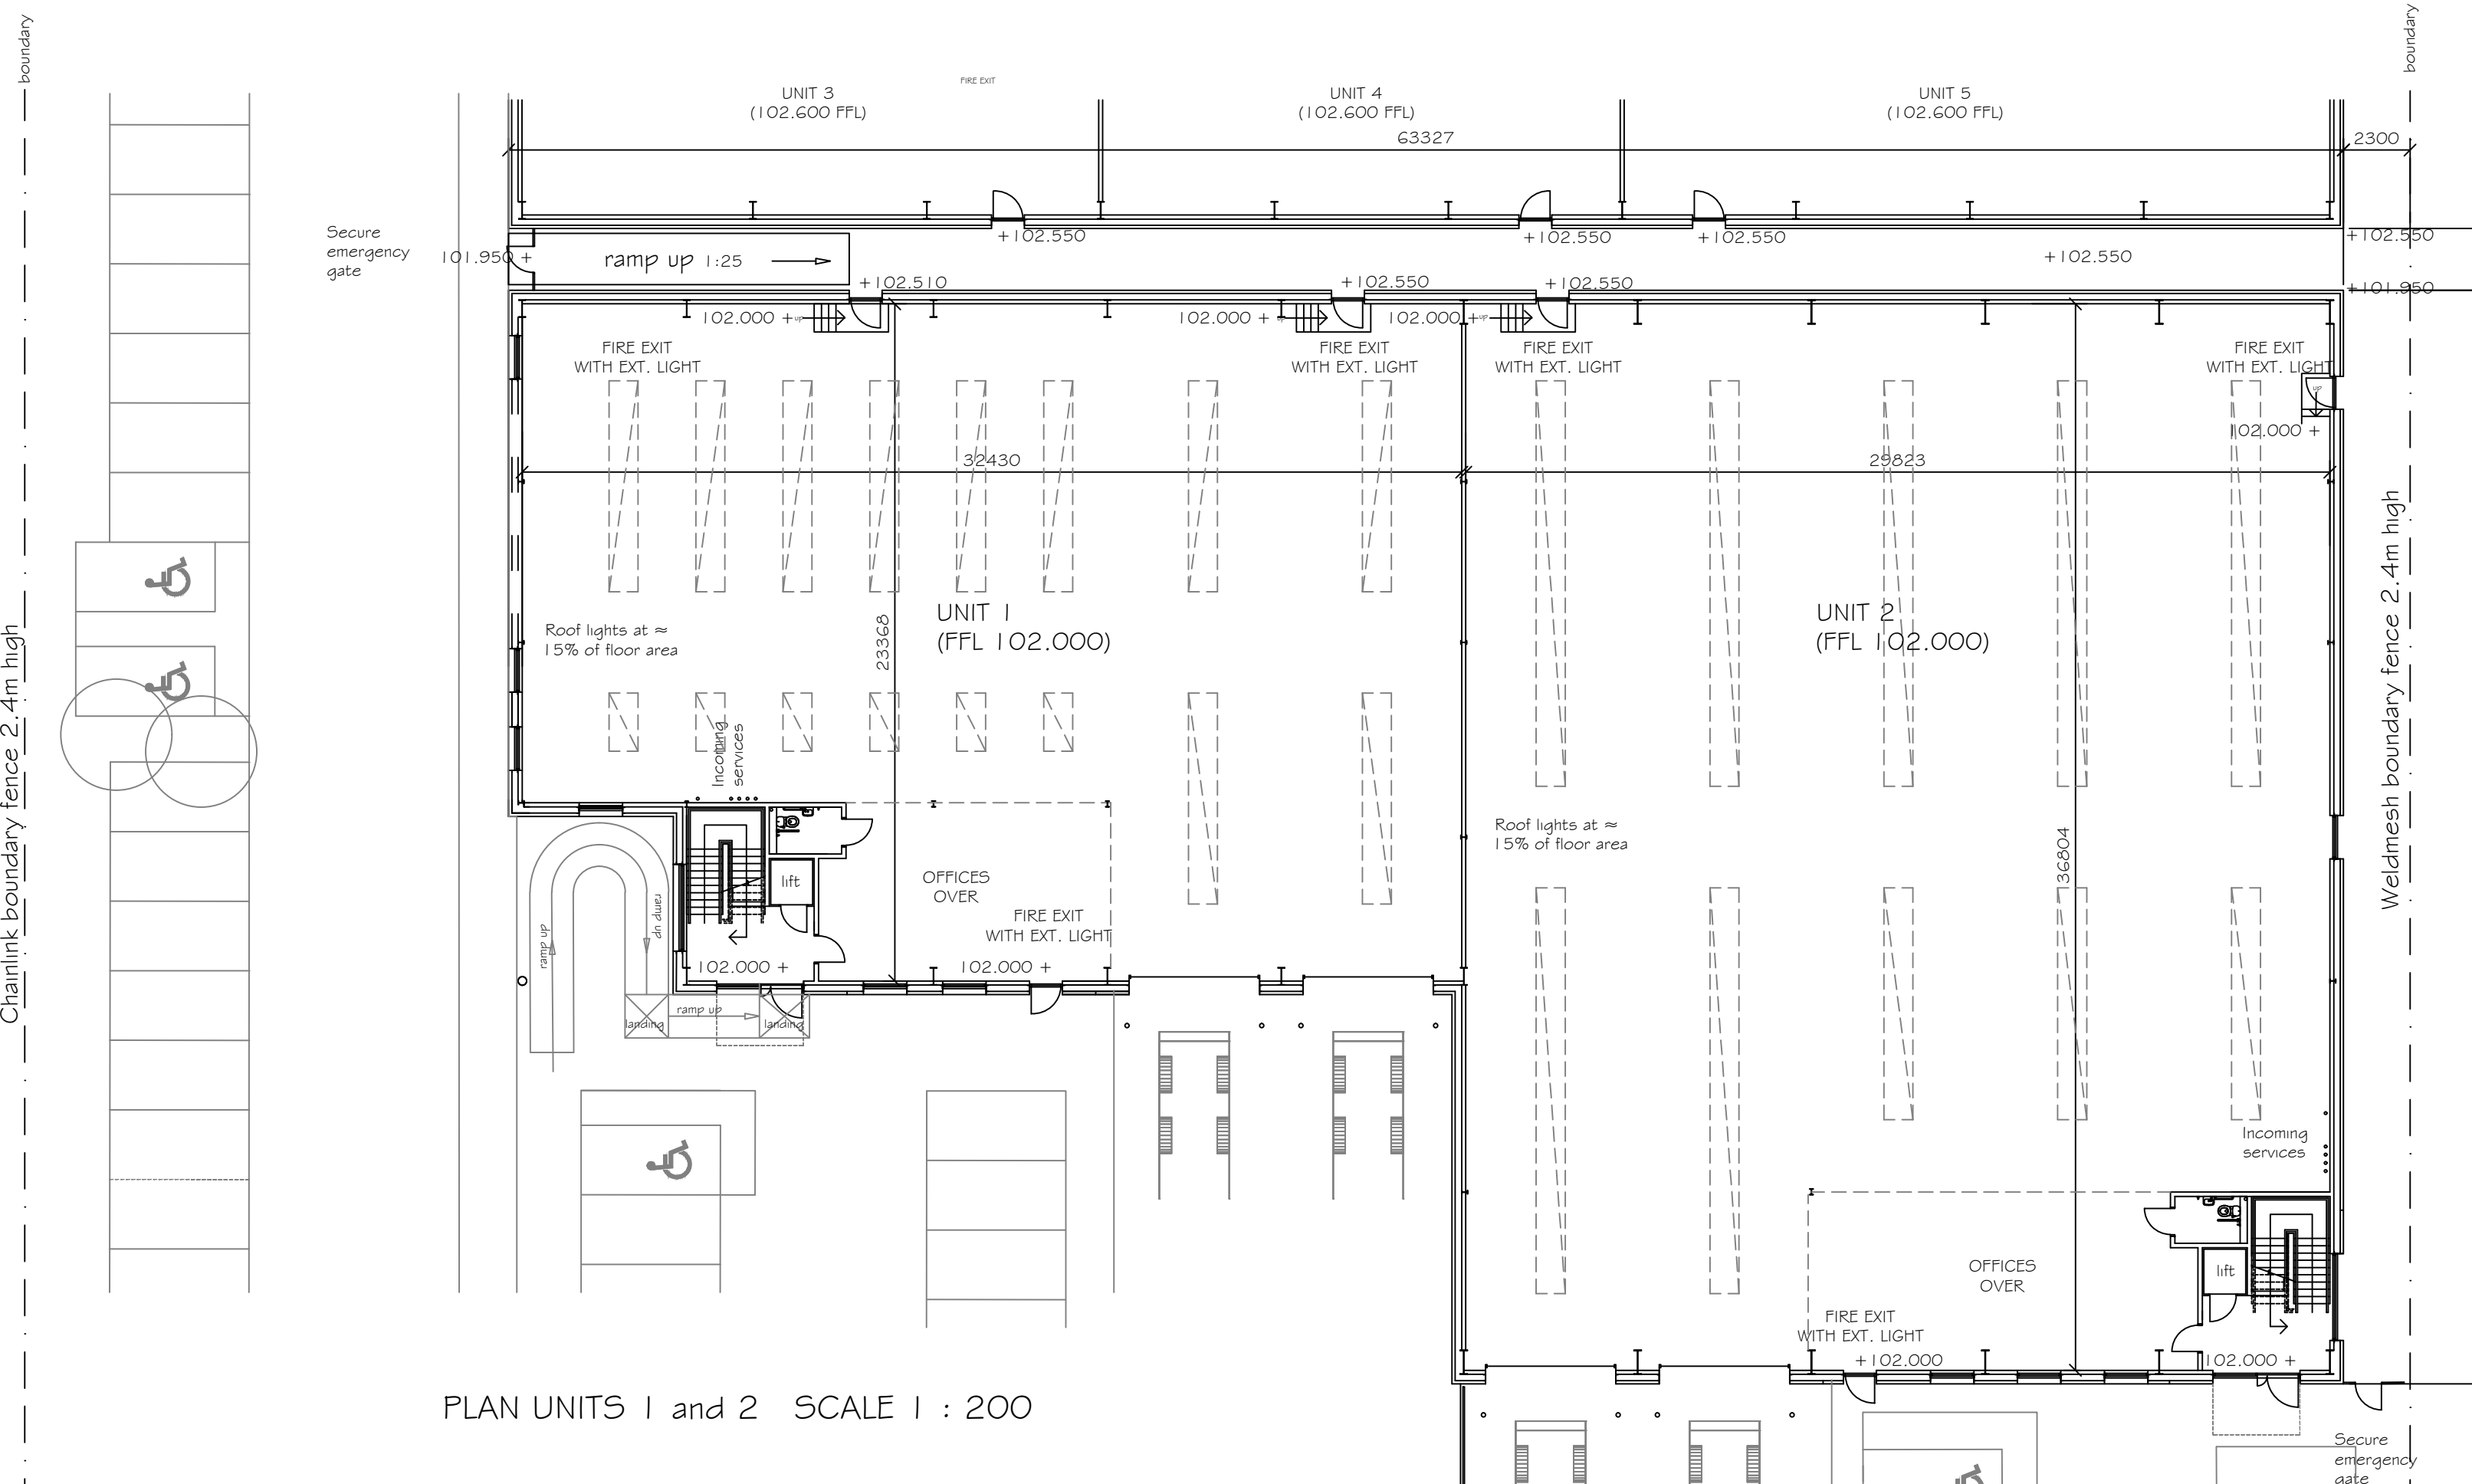 boundary
boundary
FIRE EXIT
UNIT 3
(102.600 FFL)
UNIT 4
(102.600 FFL)
UNIT 5
(102.600 FFL)
63327
2300
Secure
emergency
gate
101.950 +
ramp up 1:25
+102.550
+102.550
+102.550
+102.550
+102.550
+102.510
+102.550
+102.550
+101.950
102.000 +
up
102.000 +
up
102.000 +
up
FIRE EXIT
WITH EXT. LIGHT
FIRE EXIT
WITH EXT. LIGHT
FIRE EXIT
WITH EXT. LIGHT
FIRE EXIT
WITH EXT. LIGHT
up
102.000 +
32430
29823
UNIT 1
(FFL 102.000)
UNIT 2
(FFL 102.000)
23368
36804
Roof lights at ≈
15% of floor area
Roof lights at ≈
15% of floor area
Chainlink boundary fence 2.4m high
Weldmesh boundary fence 2.4m high
Incoming
services
lift
OFFICES
OVER
FIRE EXIT
WITH EXT. LIGHT
102.000 +
102.000 +
ramp up
ramp up
ramp up
landing
landing
Incoming
services
lift
OFFICES
OVER
FIRE EXIT
WITH EXT. LIGHT
+102.000
102.000 +
PLAN UNITS 1 and 2 SCALE 1 : 200
Secure
emergency
gate